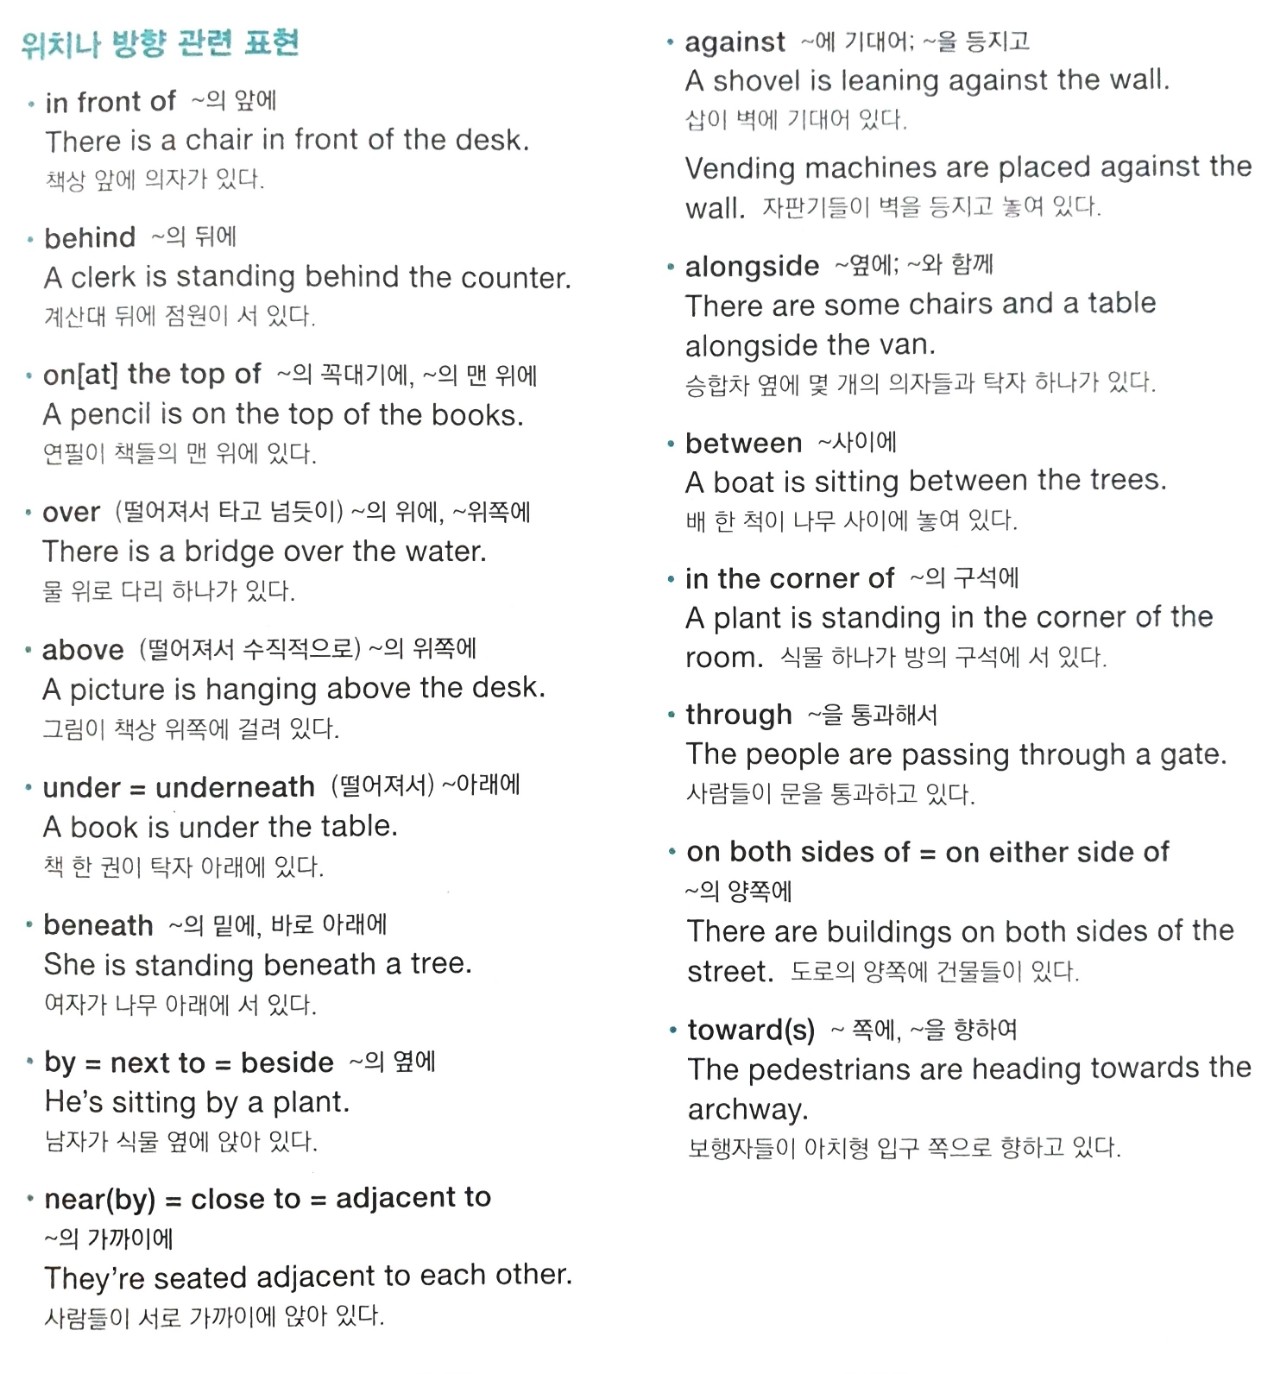 위치나 방향 관련 표현
• in front of ~의 앞에
There is a chair in front of the desk.
책상 앞에 의자가 있다.
• behind ~의 뒤에
A clerk is standing behind the counter.
계산대 뒤에 점원이 서 있다.
• on[at] the top of ~의 꼭대기에, ~의 맨 위에
A pencil is on the top of the books.
연필이 책들의 맨 위에 있다.
• over (떨어져서 타고 넘듯이) ~의 위에, ~위쪽에
There is a bridge over the water.
물 위로 다리 하나가 있다.
• above (떨어져서 수직적으로) ~의 위쪽에
A picture is hanging above the desk.
그림이 책상 위쪽에 걸려 있다.
• under = underneath (떨어져서) ~아래에
A book is under the table.
책 한 권이 탁자 아래에 있다.
• beneath ~의 밑에, 바로 아래에
She is standing beneath a tree.
여자가 나무 아래에 서 있다.
• by = next to = beside ~의 옆에
He's sitting by a plant.
남자가 식물 옆에 앉아 있다.
• near(by) = close to = adjacent to
~의 가까이에
They're seated adjacent to each other.
사람들이 서로 가까이에 앉아 있다.
• against ~에 기대어; ~을 등지고
A shovel is leaning against the wall.
삽이 벽에 기대어 있다.
Vending machines are placed against the
wall. 자판기들이 벽을 등지고 놓여 있다.
• alongside ~옆에; ~와 함께
There are some chairs and a table
alongside the van.
승합차 옆에 몇 개의 의자들과 탁자 하나가 있다.
• between ~사이에
A boat is sitting between the trees.
배 한 척이 나무 사이에 놓여 있다.
• in the corner of ~의 구석에
A plant is standing in the corner of the
room. 식물 하나가 방의 구석에 서 있다.
• through ~을 통과해서
The people are passing through a gate.
사람들이 문을 통과하고 있다.
• on both sides of = on either side of
~의 양쪽에
There are buildings on both sides of the
street. 도로의 양쪽에 건물들이 있다.
• toward(s) ~ 쪽에, ~을 향하여
The pedestrians are heading towards the
archway.
보행자들이 아치형 입구 쪽으로 향하고 있다.